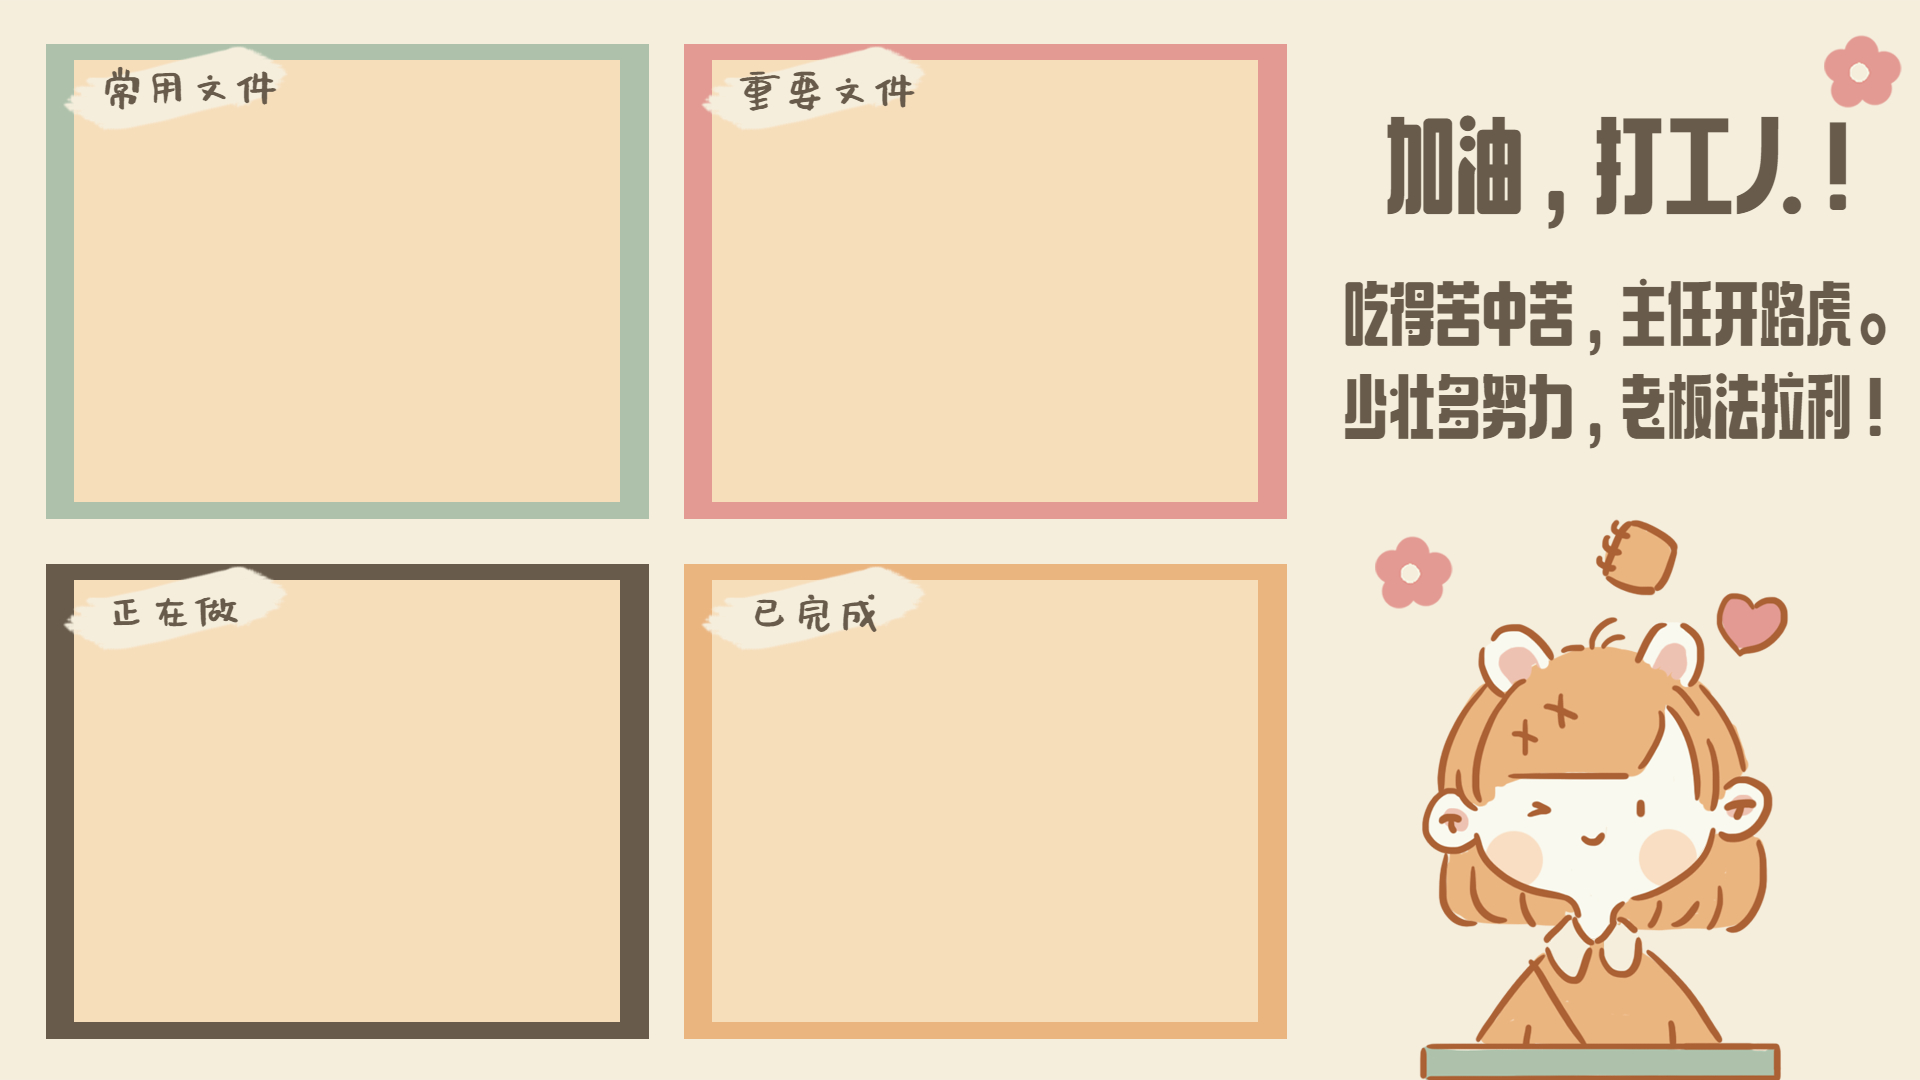 常用文件
重要文件
正在做
已完成
加油,打工人!
吃得苦中苦,主任开路虎。
少壮多努力,老板法拉利!